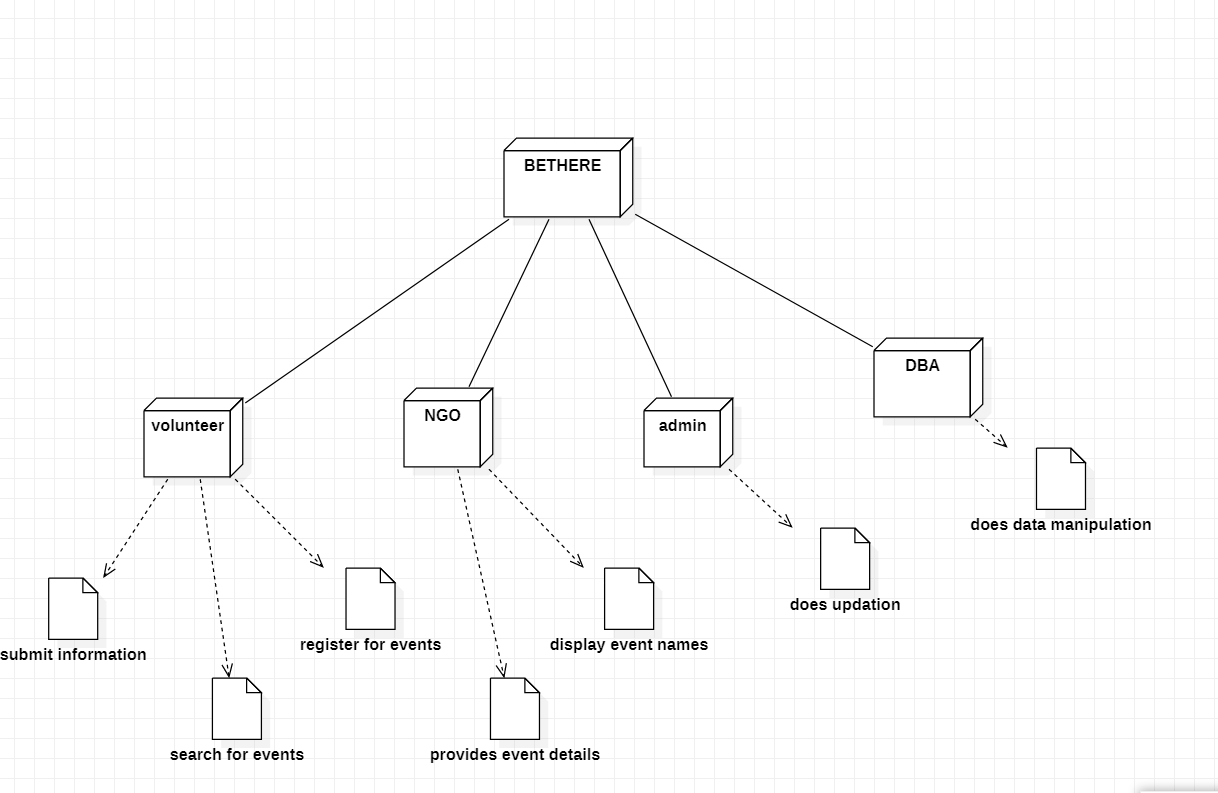 BETHERE
DBA
NGO
volunteer
admin
does data manipulation
does updation
register for events
display event names
submit information
search for events
provides event details